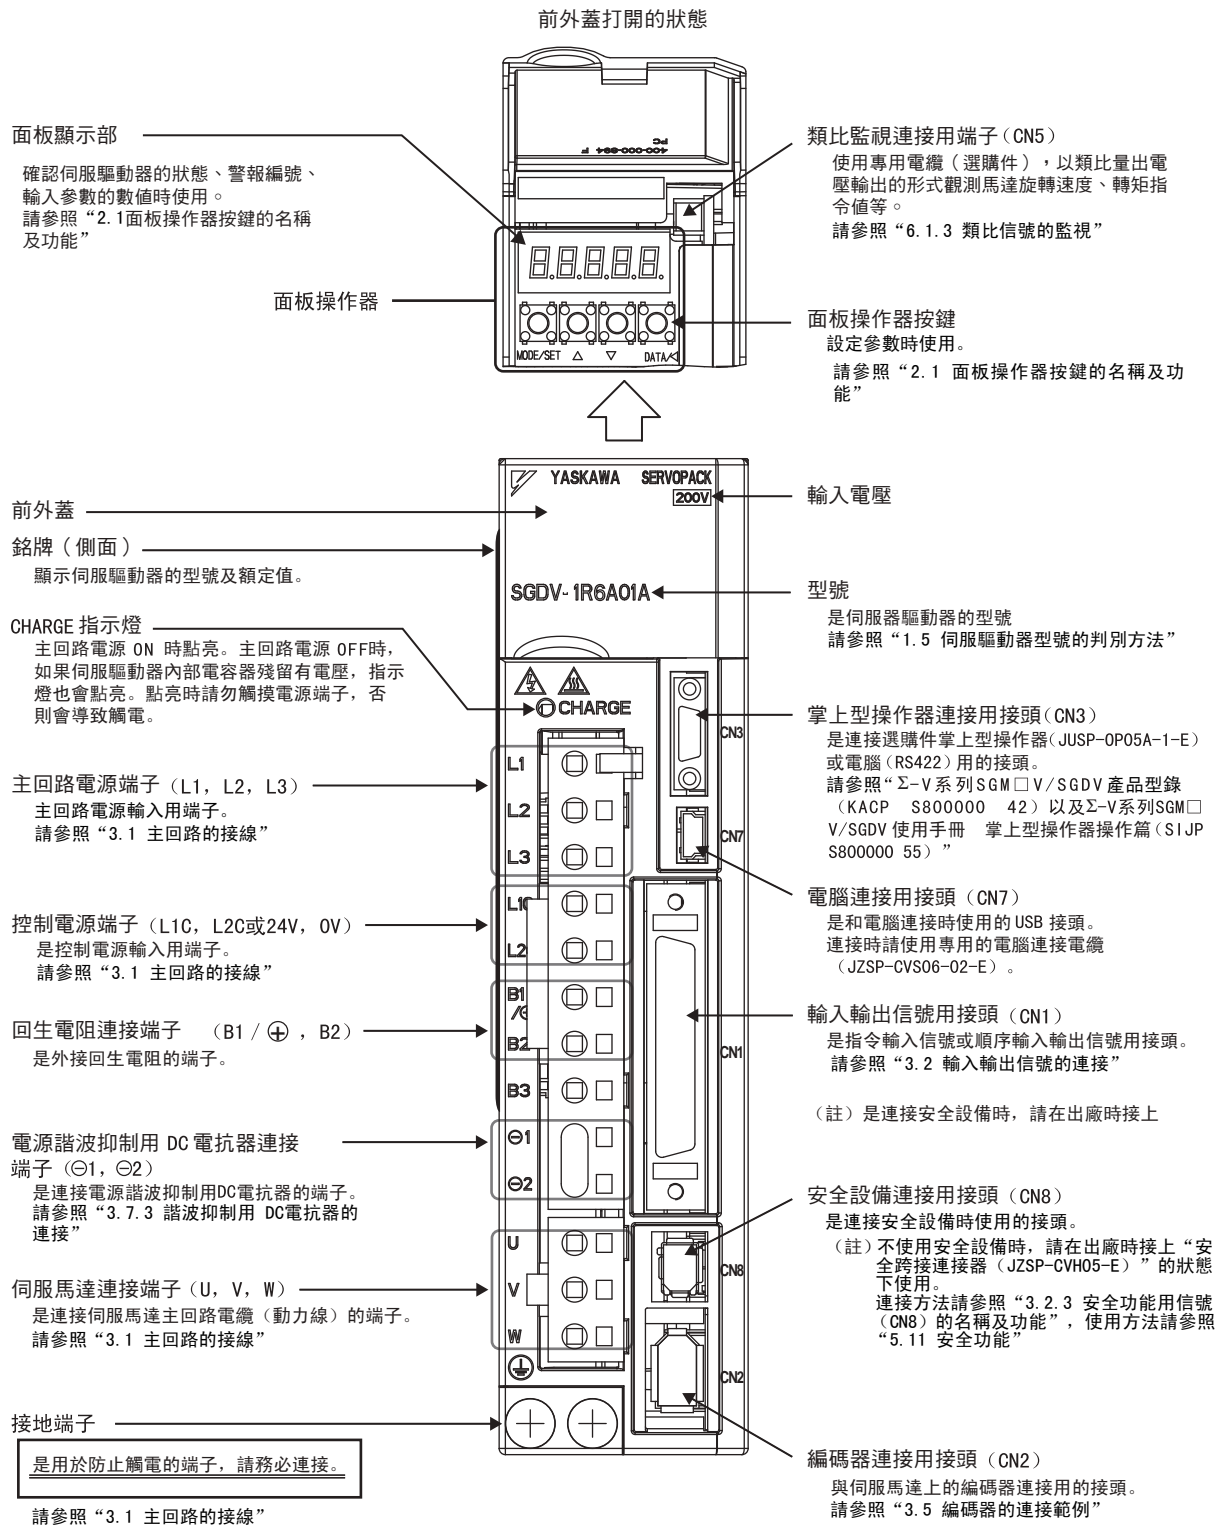 前外蓋打開的狀態
面板顯示部
確認伺服驅動器的狀態、警報編號、
輸入參數的數值時使用。
請參照“2.1面板操作器按鍵的名稱
及功能”
面板操作器
400-000-894 F
PC
8.8.8.8.8.
MODE/SET △ ▽ DATA/◁
類比監視連接用端子（CN5）
使用專用電纜（選購件），以類比量出電
壓輸出的形式觀測馬達旋轉速度、轉矩指
令値等。
請參照“6.1.3 類比信號的監視”
面板操作器按鍵
設定參數時使用。
請參照“2.1 面板操作器按鍵的名稱及功
能”
前外蓋
銘牌（側面）
顯示伺服驅動器的型號及額定值。
CHARGE 指示燈
主回路電源 ON 時點亮。主回路電源 OFF時，
如果伺服驅動器內部電容器殘留有電壓，指示
燈也會點亮。點亮時請勿觸摸電源端子，否
則會導致觸電。
主回路電源端子（L1，L2，L3）
主回路電源輸入用端子。
請參照“3.1 主回路的接線”
控制電源端子（L1C，L2C或24V，0V）
是控制電源輸入用端子。
請參照“3.1 主回路的接線”
回生電阻連接端子 （B1 / ⊕ ，B2）
是外接回生電阻的端子。
電源諧波抑制用 DC 電抗器連接
端子（⊖1，⊖2）
是連接電源諧波抑制用DC電抗器的端子。
請參照“3.7.3 諧波抑制用 DC電抗器的
連接”
伺服馬達連接端子（U，V，W）
是連接伺服馬達主回路電纜（動力線）的端子。
請參照“3.1 主回路的接線”
接地端子
是用於防止觸電的端子，請務必連接。
請參照“3.1 主回路的接線”
YASKAWA SERVOPACK
200V
SGDV-1R6A01A
CHARGE
L1
L2
L3
L1C
L2
B1
/⊕
B2
B3
⊖1
⊖2
U
V
W
CN3
CN7
CN1
CN8
CN2
輸入電壓
型號
是伺服器驅動器的型號
請參照“1.5 伺服驅動器型號的判別方法”
掌上型操作器連接用接頭（CN3）
是連接選購件掌上型操作器（JUSP-OP05A-1-E）
或電腦（RS422）用的接頭。
請參照“Σ-V系列SGM□V/SGDV產品型錄
（KACP S800000 42）以及Σ-V系列SGM□
V/SGDV 使用手冊 掌上型操作器操作篇（SIJP
S800000 55）”
電腦連接用接頭（CN7）
是和電腦連接時使用的 USB 接頭。
連接時請使用專用的電腦連接電纜
（JZSP-CVS06-02-E）。
輸入輸出信號用接頭（CN1）
是指令輸入信號或順序輸入輸出信號用接頭。
請參照“3.2 輸入輸出信號的連接”
（註）是連接安全設備時，請在出廠時接上
安全設備連接用接頭（CN8）
是連接安全設備時使用的接頭。
（註）不使用安全設備時，請在出廠時接上“安
全跨接連接器（JZSP-CVH05-E）”的狀態
下使用。
連接方法請參照“3.2.3 安全功能用信號
（CN8）的名稱及功能”，使用方法請參照
“5.11 安全功能”
編碼器連接用接頭（CN2）
與伺服馬達上的編碼器連接用的接頭。
請參照“3.5 編碼器的連接範例”